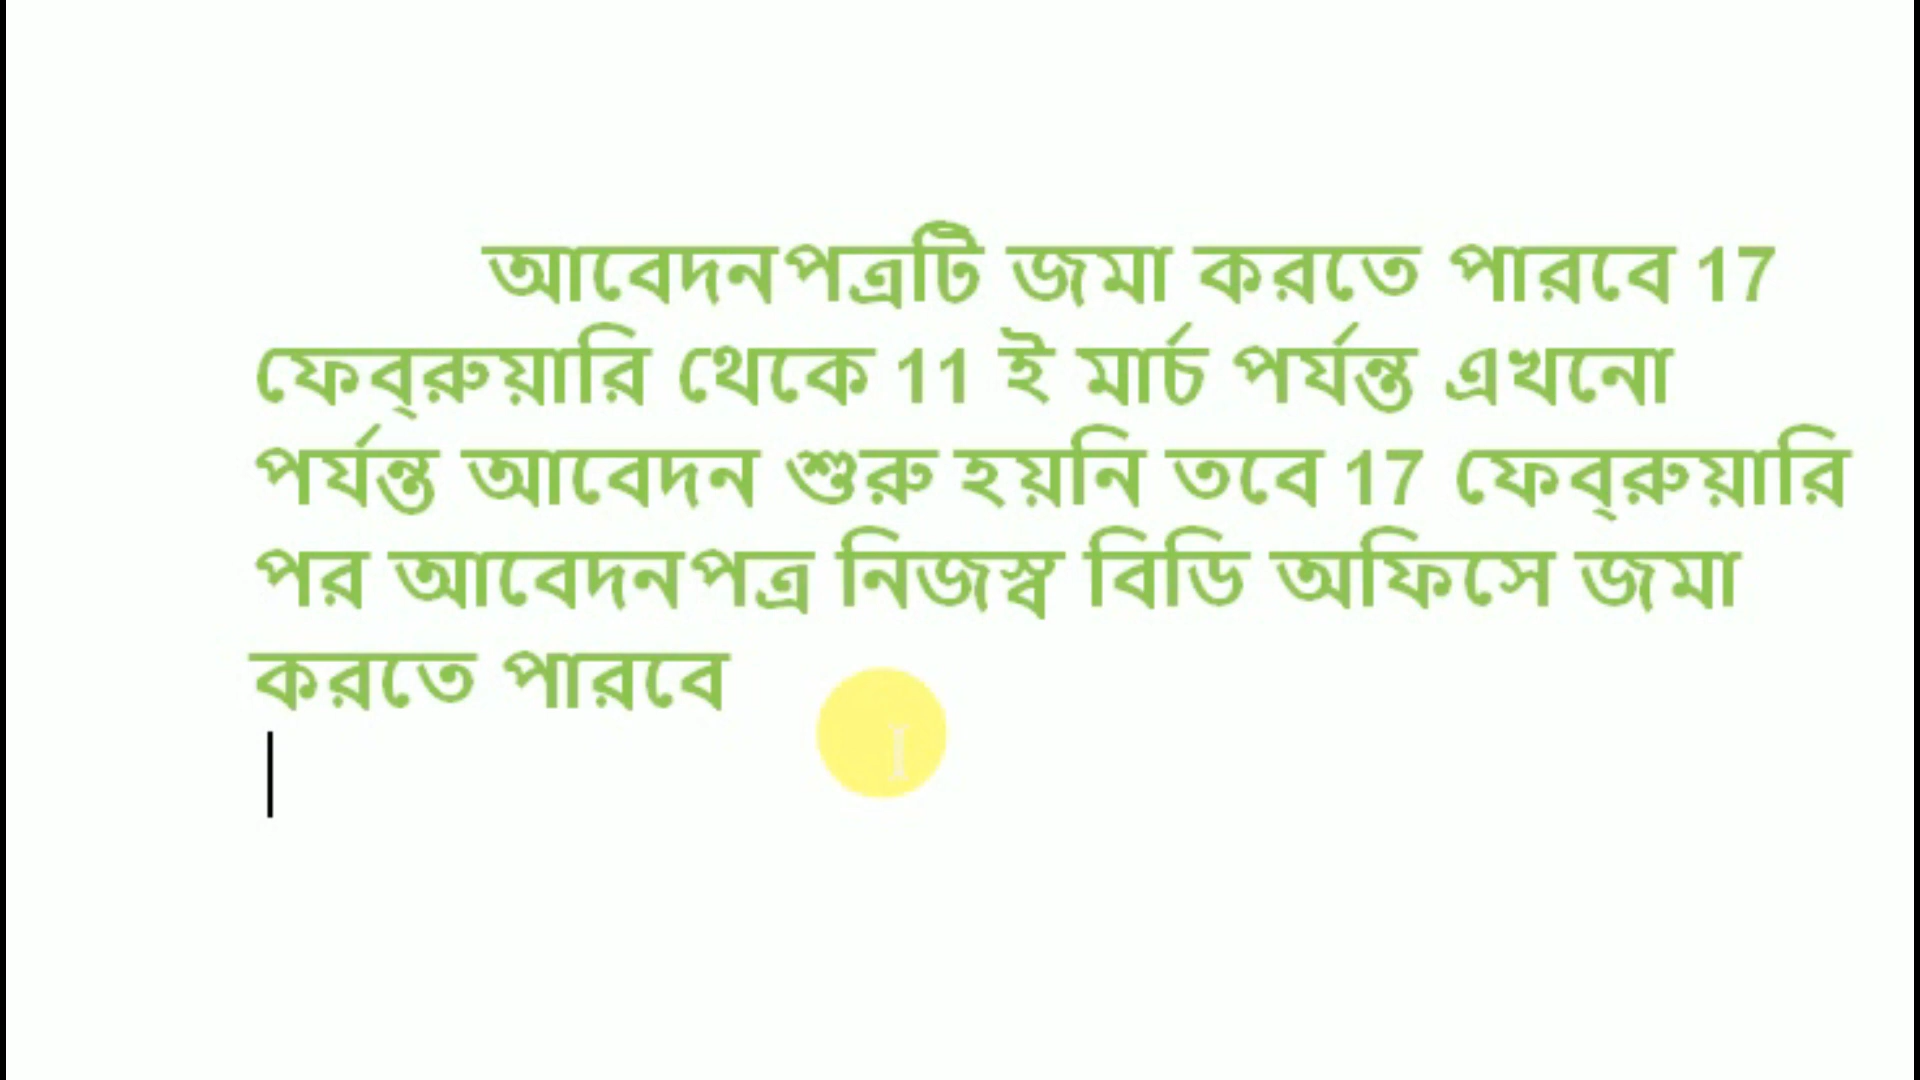 আবেদনপত্রটি জমা করতে পারবে 17
ফেব্‌রুয়ারি থেকে 11 ই মার্চ পর্যন্ত এখনো
পর্যন্ত আবেদন শুরু হয়নি তবে 17 ফেব্‌রুয়ারি
পর আবেদনপত্র নিজস্ব বিডি অফিসে জমা
করতে পারবে